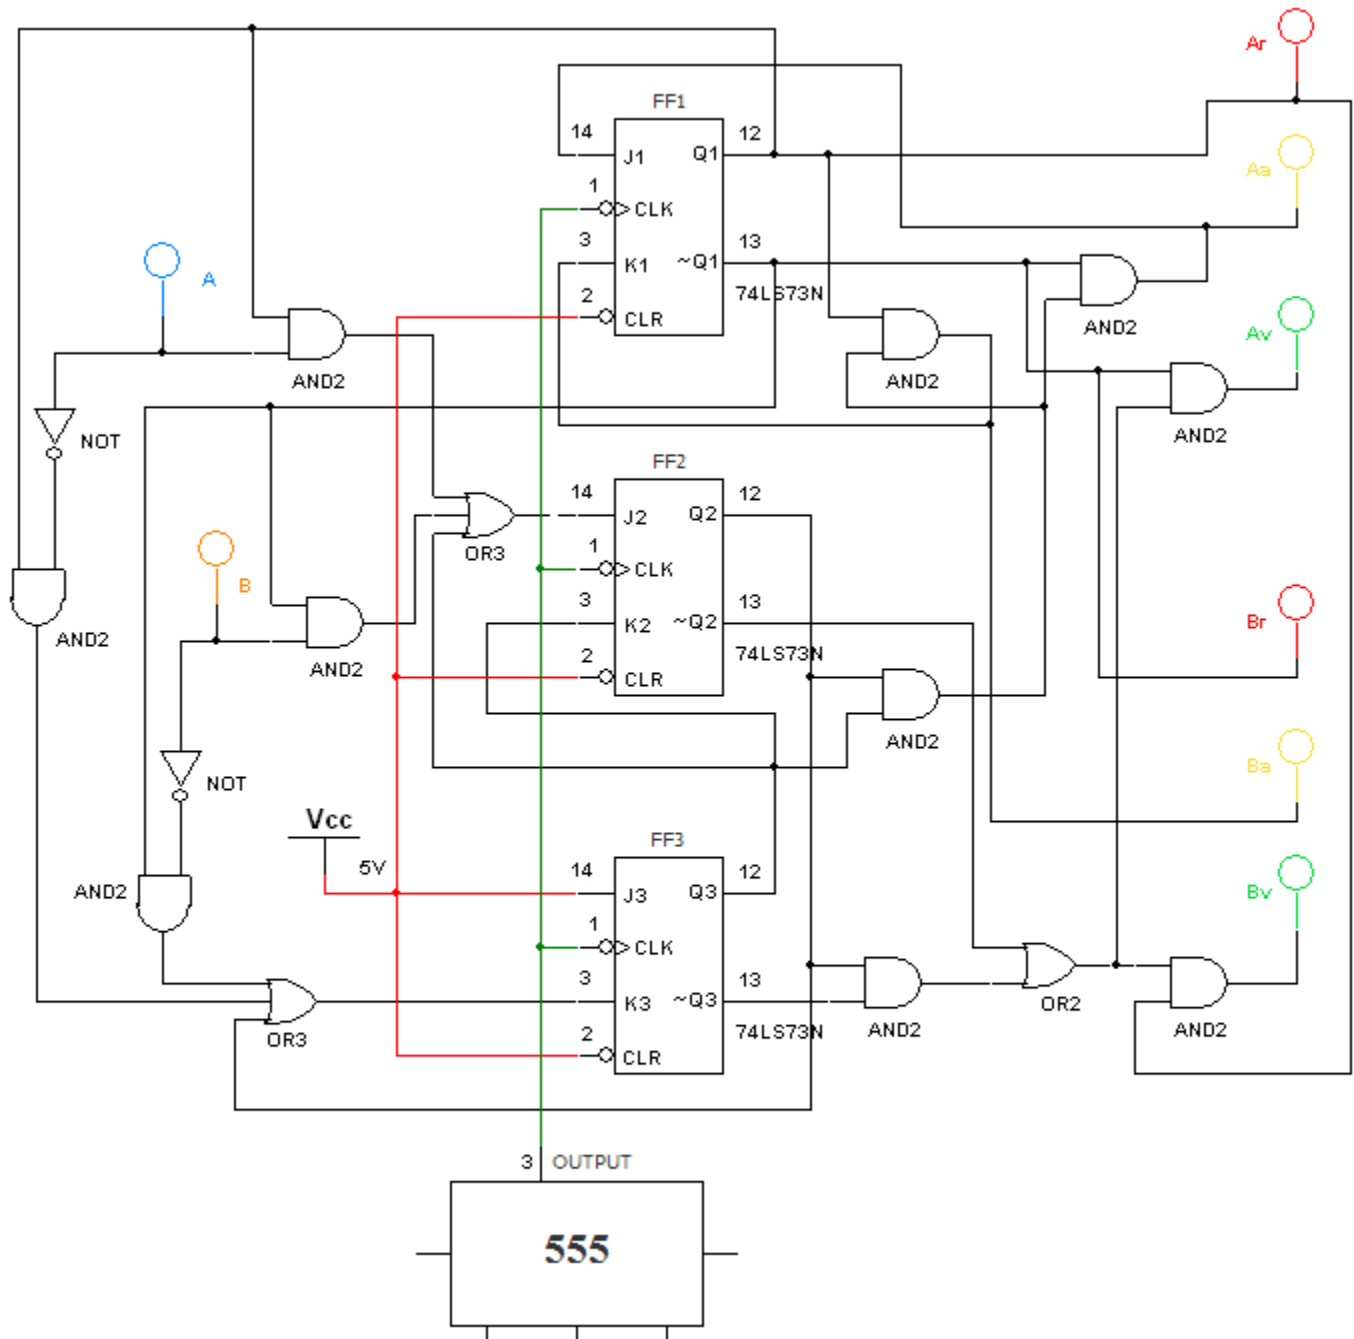 Ar
FF1
14 J1 Q1 12
Aa
1 CLK
3 K1 ~Q1 13
A
2 CLR 74LS73N
AND2
Av
AND2 AND2
AND2
NOT
FF2
14 J2 Q2 12
OR3
1 CLK
B
3 K2 ~Q2 13
Br
AND2
AND2
2 CLR 74LS73N
AND2
Ba
NOT
Vcc
FF3
5V
14 J3 Q3 12
AND2
Bv
1 CLK
3 K3 ~Q3 13
OR2
OR3
2 CLR 74LS73N
AND2
AND2
3 OUTPUT
555